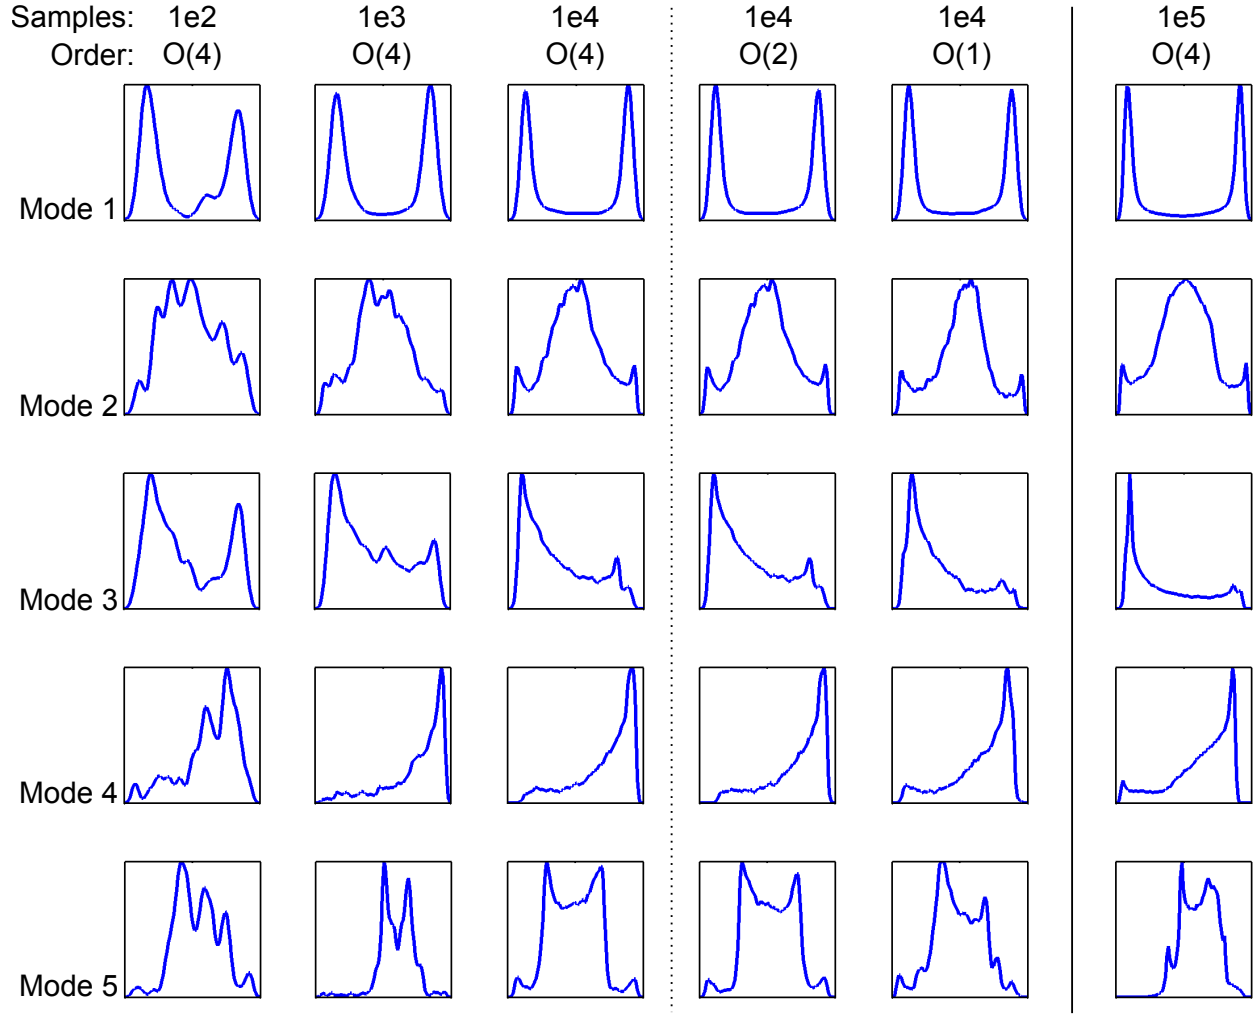 Samples: 1e2 1e3 1e4 1e4 1e4 1e5
Order: O(4) O(4) O(4) O(2) O(1) O(4)
Mode 1
Mode 2
Mode 3
Mode 4
Mode 5